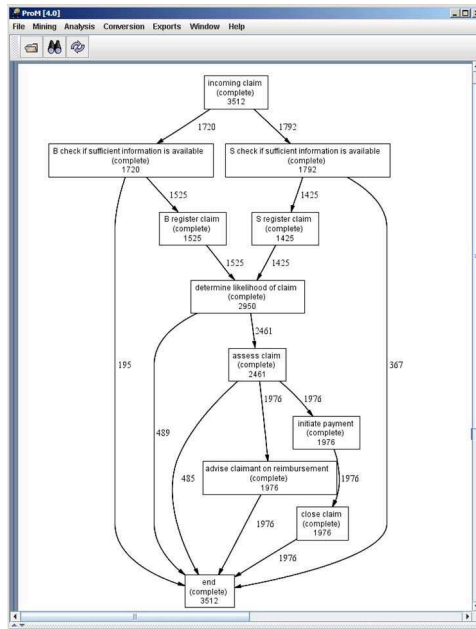 ProM [4.0]
File Mining Analysis Conversion Exports Window Help
incoming claim
(complete)
3512
1720
1792
B check if sufficient information is available
(complete)
1720
S check if sufficient information is available
(complete)
1792
1525
1425
B register claim
(complete)
1525
S register claim
(complete)
1425
1525
1425
determine likelihood of claim
(complete)
2950
2461
195
367
assess claim
(complete)
2461
1976
1976
489
initiate payment
(complete)
1976
485
advise claimant on reimbursement
(complete)
1976
1976
close claim
(complete)
1976
1976
1976
end
(complete)
3512